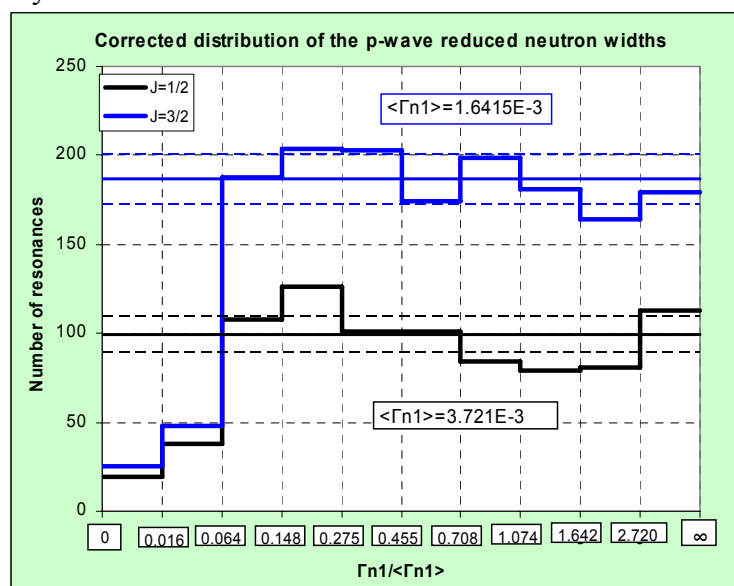 Corrected distribution of the p-wave reduced neutron widths
250
200
150
100
50
0
Number of resonances
J=1/2
J=3/2
<Γn1>=1.6415E-3
<Γn1>=3.721E-3
0 0.016 0.064 0.148 0.275 0.455 0.708 1.074 1.642 2.720 ∞
Γn1/<Γn1>